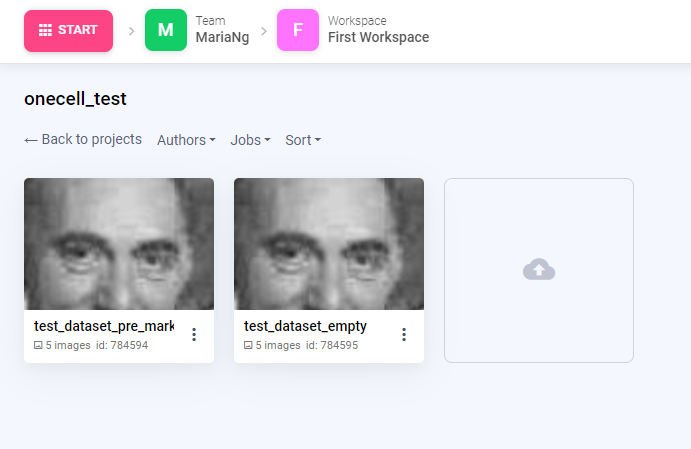 START
M
Team
MariaNg
F
Workspace
First Workspace
onecell_test
← Back to projects Authors Jobs Sort
test_dataset_pre_mark
5 images id: 784594
test_dataset_empty
5 images id: 784595